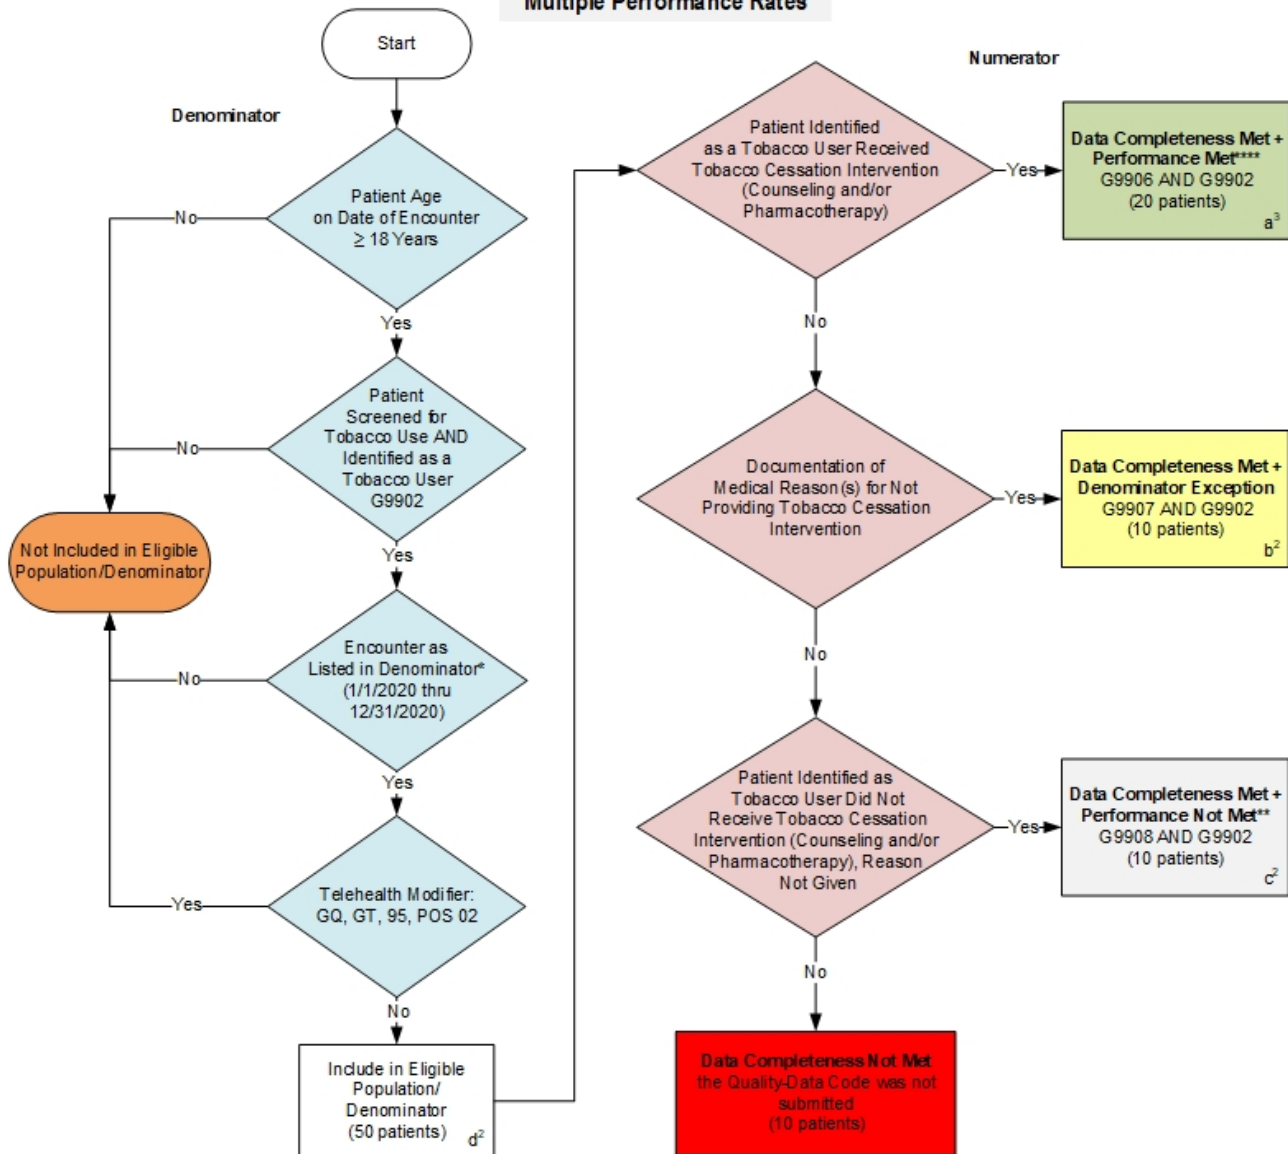 Multiple Performance Rates
Start
Denominator
Patient Age
on Date of Encounter
≥ 18 Years
No
Yes
Patient
Screened for
Tobacco Use AND
Identified as a
Tobacco User
G9902
No
Yes
Not Included in Eligible
Population/Denominator
Encounter as
Listed in Denominator*
(1/1/2020 thru
12/31/2020)
No
Yes
Telehealth Modifier:
GQ, GT, 95, POS 02
Yes
No
Include in Eligible
Population/
Denominator
(50 patients)
d²
Numerator
Patient Identified
as a Tobacco User Received
Tobacco Cessation Intervention
(Counseling and/or
Pharmacotherapy)
Yes
Data Completeness Met +
Performance Met****
G9906 AND G9902
(20 patients)
a³
No
Documentation of
Medical Reason(s) for Not
Providing Tobacco Cessation
Intervention
Yes
Data Completeness Met +
Denominator Exception
G9907 AND G9902
(10 patients)
b²
No
Patient Identified as
Tobacco User Did Not
Receive Tobacco Cessation
Intervention (Counseling and/or
Pharmacotherapy), Reason
Not Given
Yes
Data Completeness Met +
Performance Not Met**
G9908 AND G9902
(10 patients)
c²
No
Data Completeness Not Met
the Quality-Data Code was not
submitted
(10 patients)